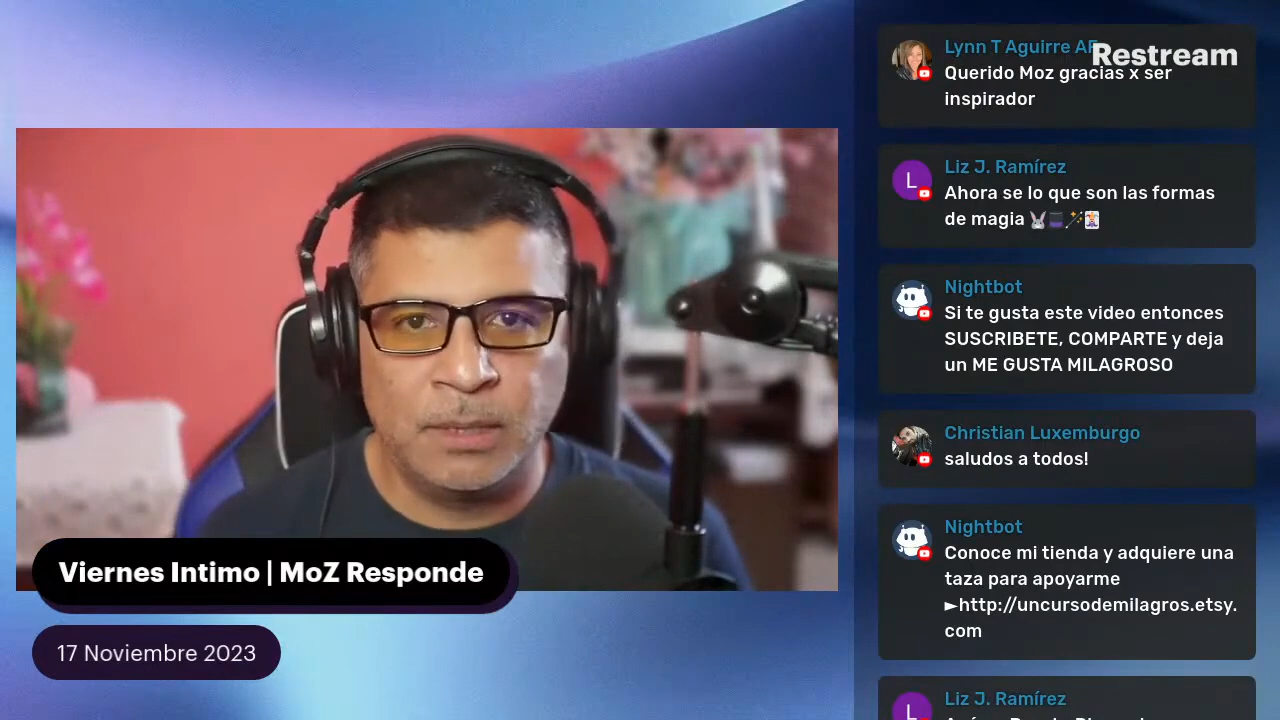 Viernes Intimo | MoZ Responde
17 Noviembre 2023
Restream
Lynn T Aguirre
Querido Moz gracias x ser
inspirador
L
Liz J. Ramírez
Ahora se lo que son las formas
de magia 🐰🎩🪄🃏
Nightbot
Si te gusta este video entonces
SUSCRIBETE, COMPARTE y deja
un ME GUSTA MILAGROSO
Christian Luxemburgo
saludos a todos!
Nightbot
Conoce mi tienda y adquiere una
taza para apoyarme
►http://uncursodemilagros.etsy.
com
L
Liz J. Ramírez